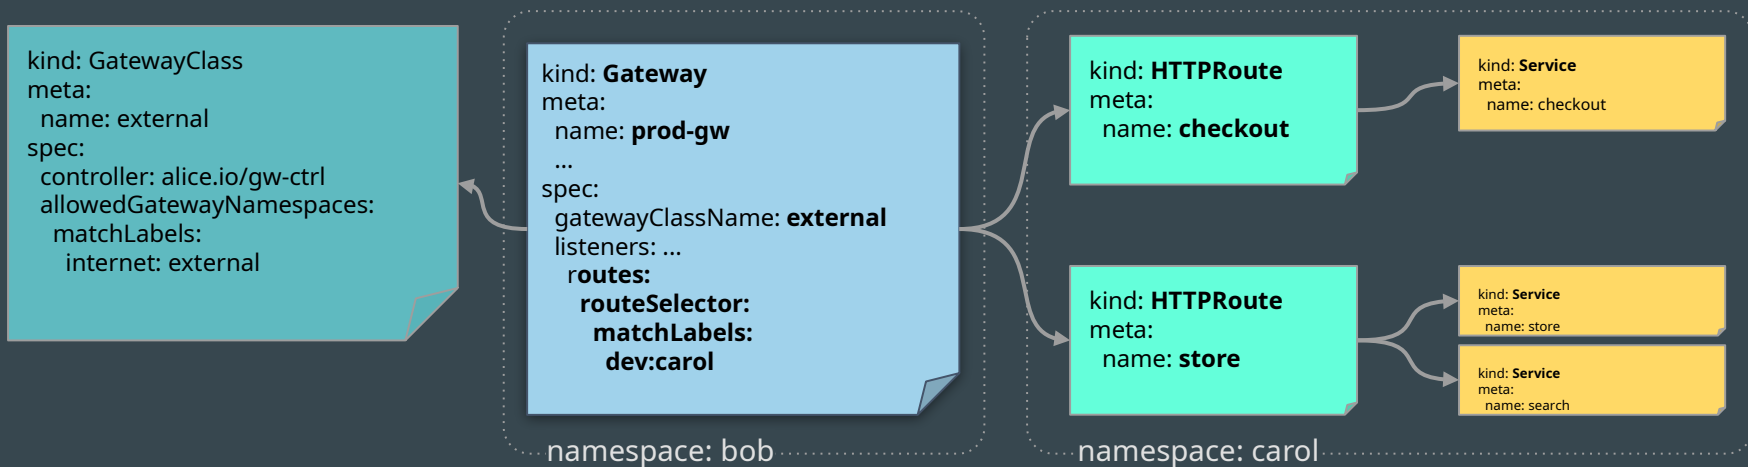 kind: GatewayClass
meta:
  name: external
spec:
  controller: alice.io/gw-ctrl
  allowedGatewayNamespaces:
    matchLabels:
      internet: external
kind: Gateway
meta:
  name: prod-gw
  ...
spec:
  gatewayClassName: external
  listeners: ...
    routes:
      routeSelector:
        matchLabels:
          dev:carol
namespace: bob
kind: HTTPRoute
meta:
  name: checkout
kind: Service
meta:
  name: checkout
kind: HTTPRoute
meta:
  name: store
kind: Service
meta:
  name: store
kind: Service
meta:
  name: search
namespace: carol